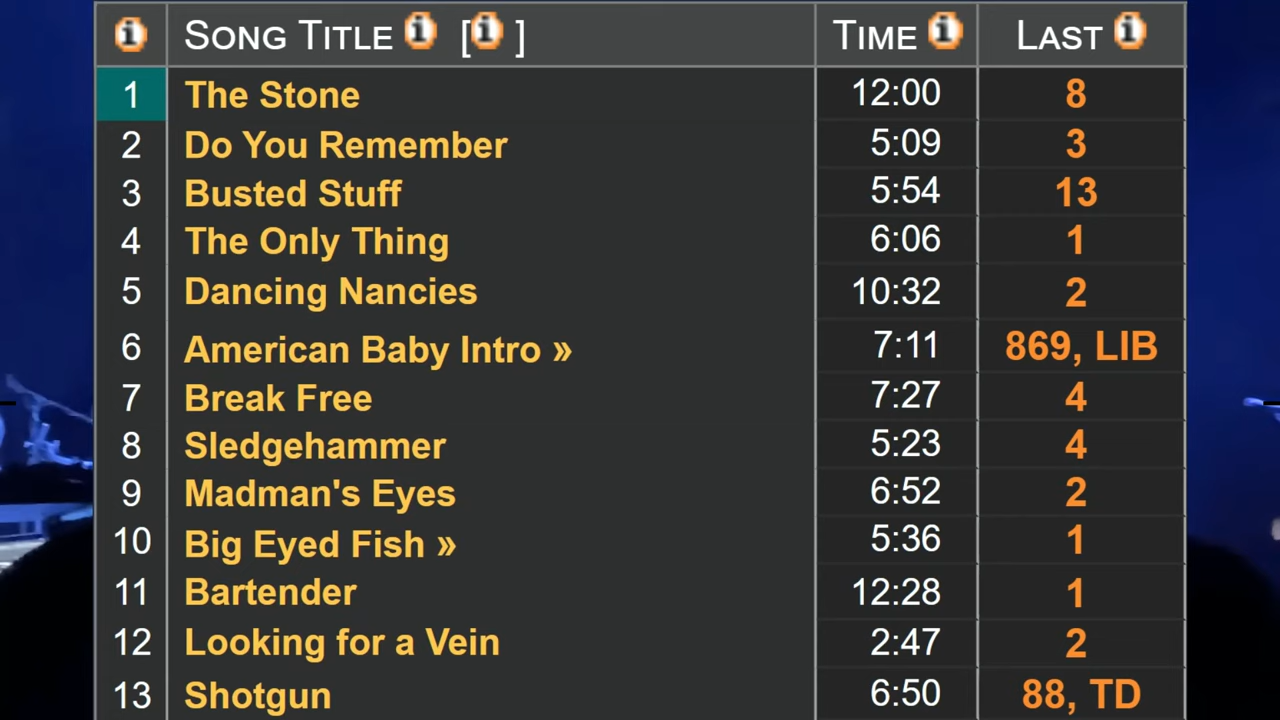 SONG TITLE [ ] TIME LAST
1 The Stone 12:00 8
2 Do You Remember 5:09 3
3 Busted Stuff 5:54 13
4 The Only Thing 6:06 1
5 Dancing Nancies 10:32 2
6 American Baby Intro » 7:11 869, LIB
7 Break Free 7:27 4
8 Sledgehammer 5:23 4
9 Madman's Eyes 6:52 2
10 Big Eyed Fish » 5:36 1
11 Bartender 12:28 1
12 Looking for a Vein 2:47 2
13 Shotgun 6:50 88, TD